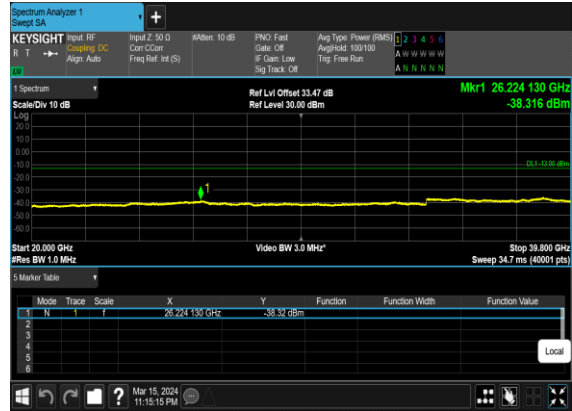 Spectrum Analyzer 1
Swept SA
+
KEYSIGHT Input: RF Input Z: 50 Ω #Atten: 10 dB PNO: Fast Avg Type: Power (RMS) 1 2 3 4 5 6
R T Coupling: DC Corr CCorr Gate: Off Avg|Hold: 100/100 A W W W W W
Align: Auto Freq Ref: Int (S) IF Gain: Low Trig: Free Run
Sig Track: Off A N N N N N
1 Spectrum Ref Lvl Offset 33.47 dB Mkr1 26.224 130 GHz
Scale/Div 10 dB Ref Level 30.00 dBm -38.316 dBm
Log
20.0
10.0
0.00
-10.0 DL1 -13.00 dBm
-20.0
-30.0 1
-40.0
-50.0
-60.0
Start 20.000 GHz Video BW 3.0 MHz* Stop 39.800 GHz
#Res BW 1.0 MHz Sweep 34.7 ms (40001 pts)
5 Marker Table
Mode Trace Scale X Y Function Function Width Function Value
1 N 1 f 26.224 130 GHz -38.32 dBm
2
3
4
5
6
Local
? Mar 15, 2024
11:15:15 PM